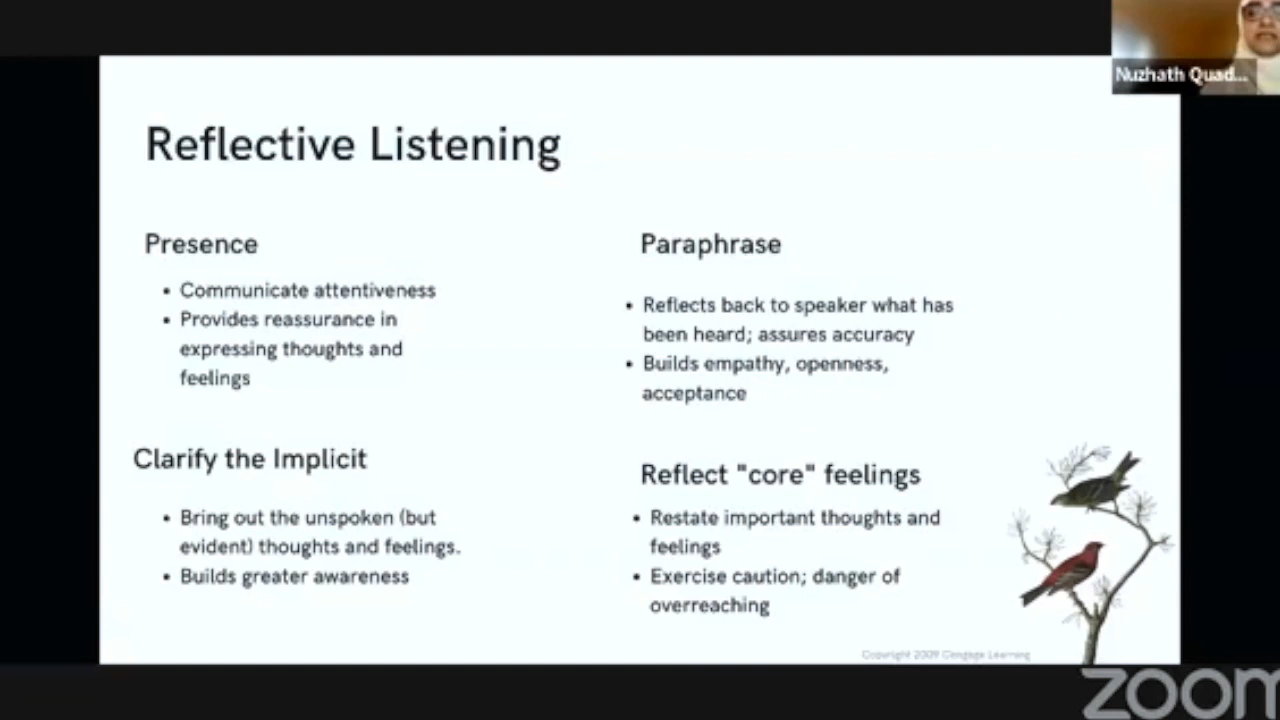 Nuzhath Quad...
Reflective Listening
Presence
• Communicate attentiveness
• Provides reassurance in
expressing thoughts and
feelings
Paraphrase
• Reflects back to speaker what has
been heard; assures accuracy
• Builds empathy, openness,
acceptance
Clarify the Implicit
• Bring out the unspoken (but
evident) thoughts and feelings.
• Builds greater awareness
Reflect "core" feelings
• Restate important thoughts and
feelings
• Exercise caution; danger of
overreaching
Copyright 2009 Cengage Learning
zoom